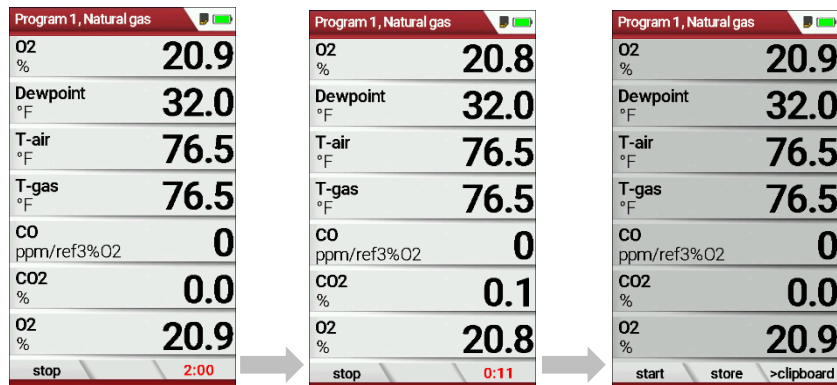 Program 1, Natural gas
O2
%
20.9
Dewpoint
°F
32.0
T-air
°F
76.5
T-gas
°F
76.5
CO
ppm/ref3%O2
0
CO2
%
0.0
O2
%
20.9
stop
2:00
Program 1, Natural gas
O2
%
20.8
Dewpoint
°F
32.0
T-air
°F
76.5
T-gas
°F
76.5
CO
ppm/ref3%O2
0
CO2
%
0.1
O2
%
20.8
stop
0:11
Program 1, Natural gas
O2
%
20.9
Dewpoint
°F
32.0
T-air
°F
76.5
T-gas
°F
76.5
CO
ppm/ref3%O2
0
CO2
%
0.0
O2
%
20.9
start
store
>clipboard